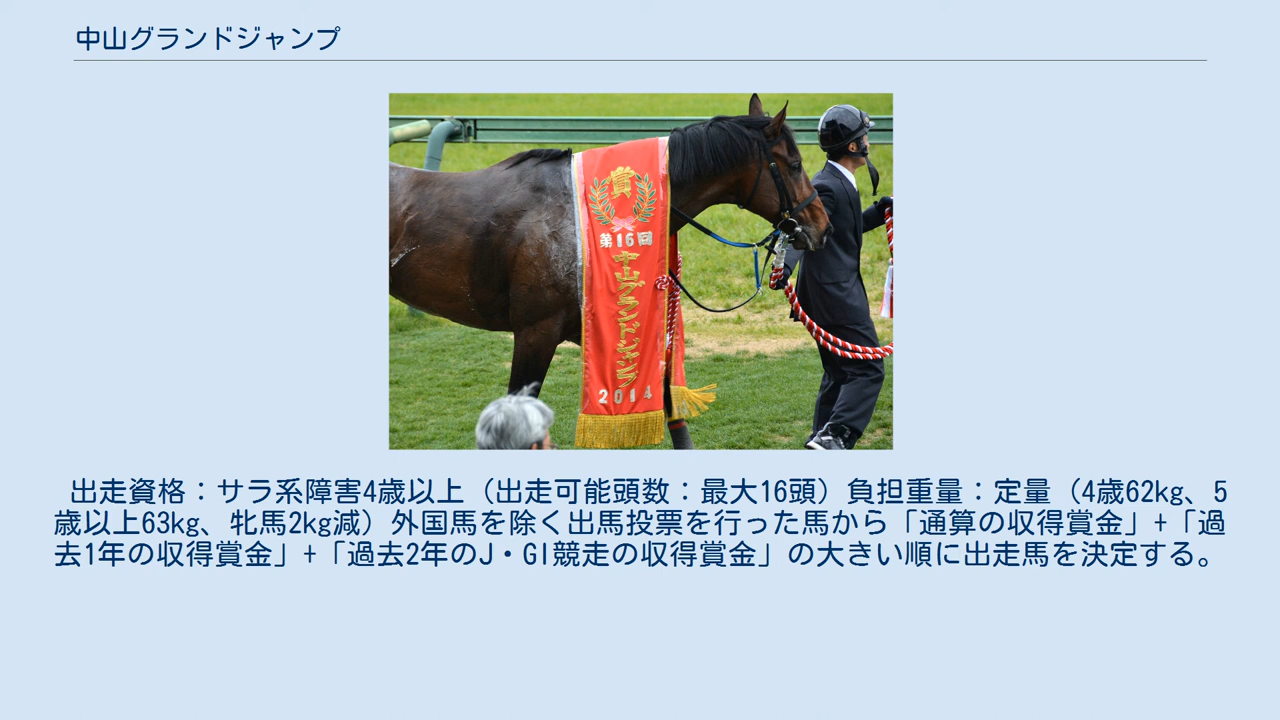 中山グランドジャンプ
賞
第16回
中山グランドジャンプ
2014
出走資格：サラ系障害4歳以上（出走可能頭数：最大16頭）負担重量：定量（4歳62kg、5
歳以上63kg、牝馬2kg減）外国馬を除く出馬投票を行った馬から「通算の収得賞金」+「過
去1年の収得賞金」+「過去2年のJ・GI競走の収得賞金」の大きい順に出走馬を決定する。